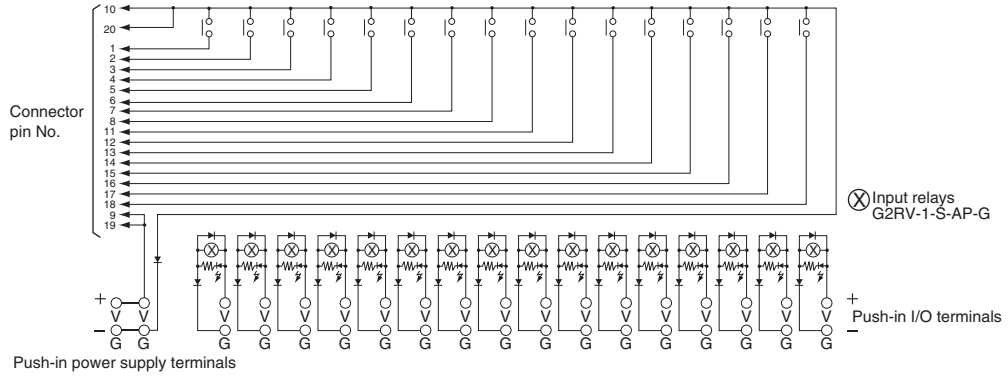 10
20
1
2
3
4
5
6
7
8
11
12
13
14
15
16
17
18
9
19
Connector
pin No.
Input relays
G2RV-1-S-AP-G
+ V V V V V V V V V V V V V V V V V V +
Push-in I/O terminals
− G G G G G G G G G G G G G G G G G G −
Push-in power supply terminals